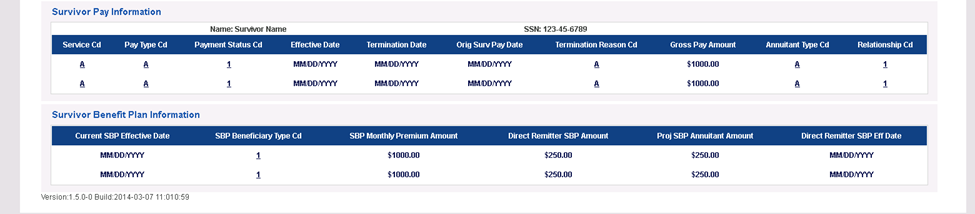 Survivor Pay Information
Name: Survivor Name SSN: 123-45-6789
Service Cd Pay Type Cd Payment Status Cd Effective Date Termination Date Orig Surv Pay Date Termination Reason Cd Gross Pay Amount Annuitant Type Cd Relationship Cd
A A 1 MM/DD/YYYY MM/DD/YYYY MM/DD/YYYY A $1000.00 A 1
A A 1 MM/DD/YYYY MM/DD/YYYY MM/DD/YYYY A $1000.00 A 1
Survivor Benefit Plan Information
Current SBP Effective Date SBP Beneficiary Type Cd SBP Monthly Premium Amount Direct Remitter SBP Amount Proj SBP Annuitant Amount Direct Remitter SBP Eff Date
MM/DD/YYYY 1 $1000.00 $250.00 $250.00 MM/DD/YYYY
MM/DD/YYYY 1 $1000.00 $250.00 $250.00 MM/DD/YYYY
Version:1.5.0-0 Build:2014-03-07 11:010:59